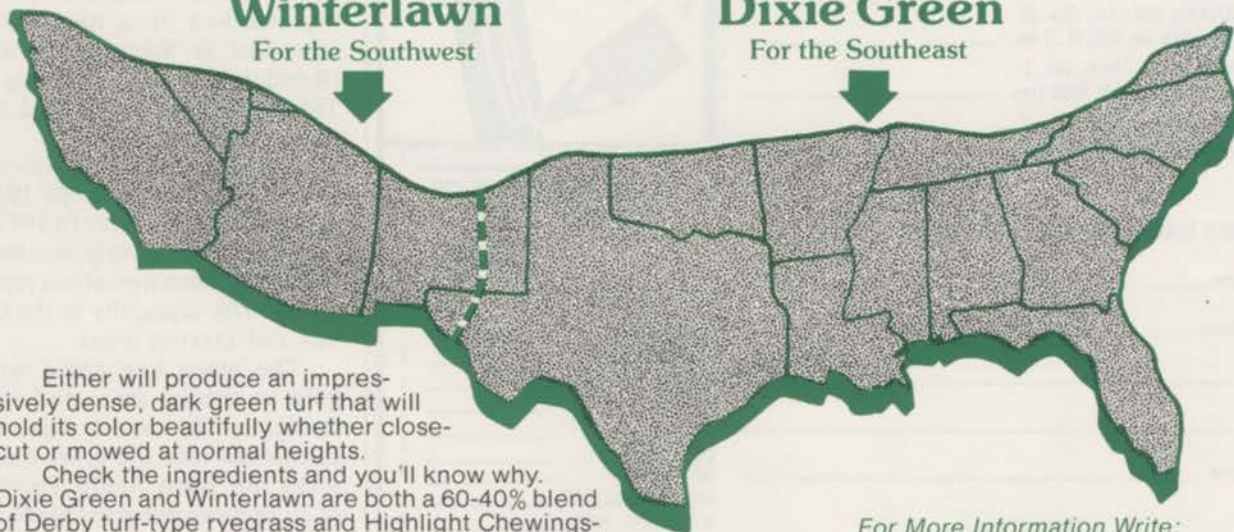 Winterlawn
For the Southwest
Dixie Green
For the Southeast
Either will produce an impres-
sively dense, dark green turf that will
hold its color beautifully whether close-
cut or mowed at normal heights.
Check the ingredients and you'll know why.
Dixie Green and Winterlawn are both a 60-40% blend
of Derby turf-type ryegrass and Highlight Chewings-
For More Information Write: